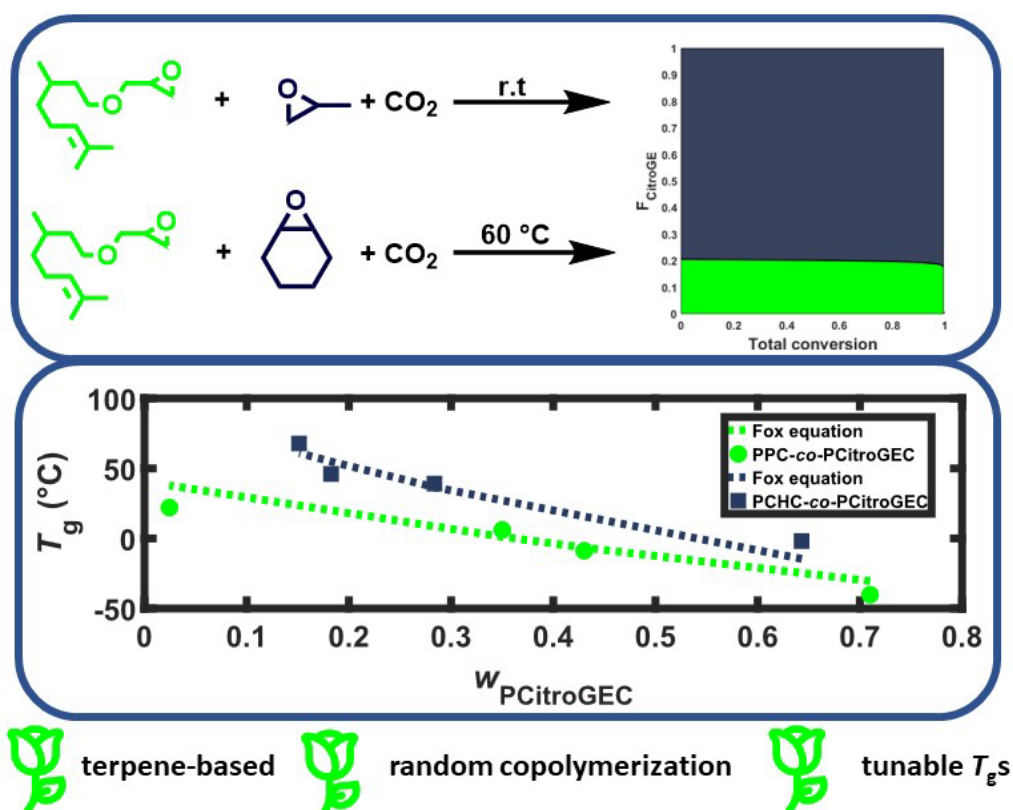 O
O
+
O
+ CO2
r.t
O
O
+
O
+ CO2
60 °C
FCitroGE
1
0.9
0.8
0.7
0.6
0.5
0.4
0.3
0.2
0.1
0
0 0.2 0.4 0.6 0.8 1
Total conversion
Tg (°C)
100
50
0
-50
Fox equation
PPC-co-PCitroGEC
Fox equation
PCHC-co-PCitroGEC
0 0.1 0.2 0.3 0.4 0.5 0.6 0.7 0.8
wPCitroGEC
terpene-based random copolymerization tunable Tgs